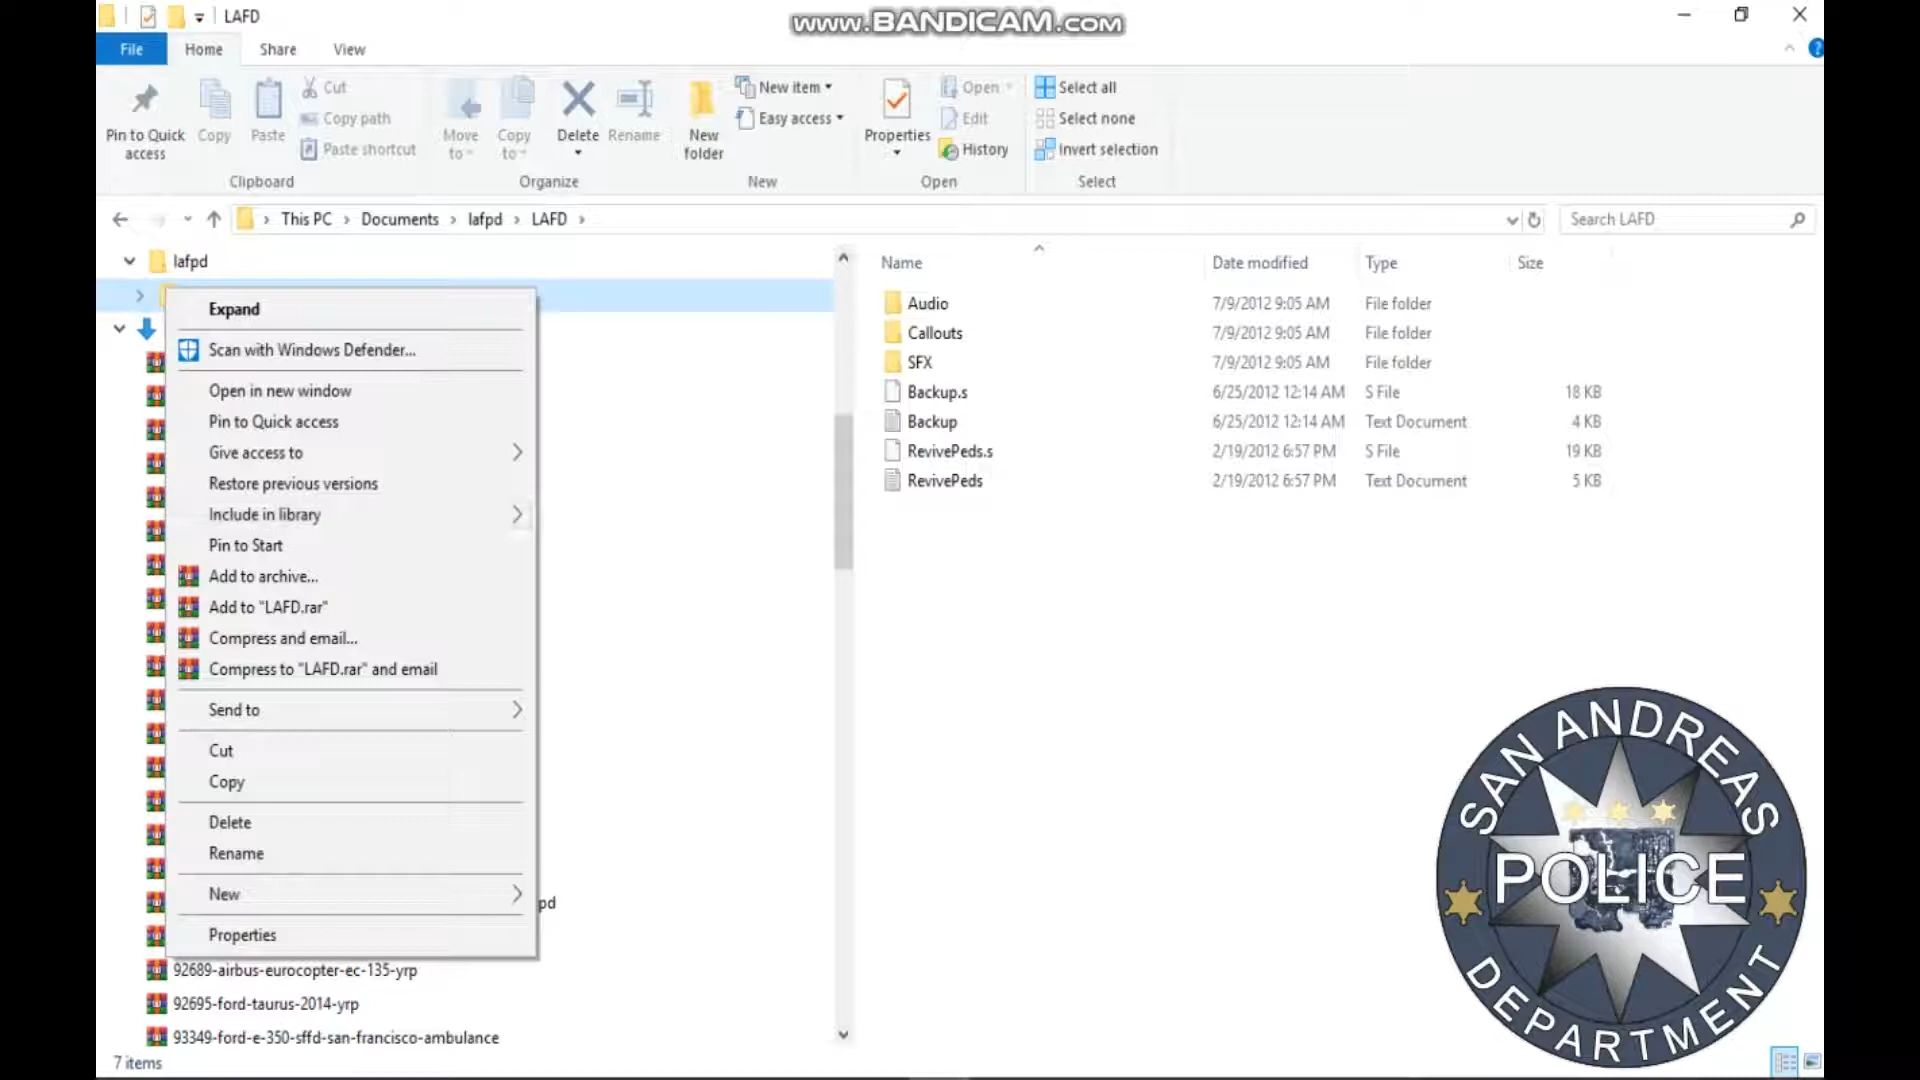 LAFD
www.BANDICAM.com
File
Home
Share
View
Pin to Quick access
Copy
Paste
Cut
Copy path
Paste shortcut
Clipboard
Move to
Copy to
Delete
Rename
Organize
New folder
New item
Easy access
New
Properties
Open
Edit
History
Open
Select all
Select none
Invert selection
Select
This PC
Documents
lafpd
LAFD
Search LAFD
lafpd
Expand
Scan with Windows Defender...
Open in new window
Pin to Quick access
Give access to
Restore previous versions
Include in library
Pin to Start
Add to archive...
Add to "LAFD.rar"
Compress and email...
Compress to "LAFD.rar" and email
Send to
Cut
Copy
Delete
Rename
New
Properties
pd
92689-airbus-eurocopter-ec-135-yrp
92695-ford-taurus-2014-yrp
93349-ford-e-350-sffd-san-francisco-ambulance
7 items
Name Date modified Type Size
Audio 7/9/2012 9:05 AM File folder
Callouts 7/9/2012 9:05 AM File folder
SFX 7/9/2012 9:05 AM File folder
Backup.s 6/25/2012 12:14 AM S File 18 KB
Backup 6/25/2012 12:14 AM Text Document 4 KB
RevivePeds.s 2/19/2012 6:57 PM S File 19 KB
RevivePeds 2/19/2012 6:57 PM Text Document 5 KB
SAN ANDREAS
POLICE
DEPARTMENT